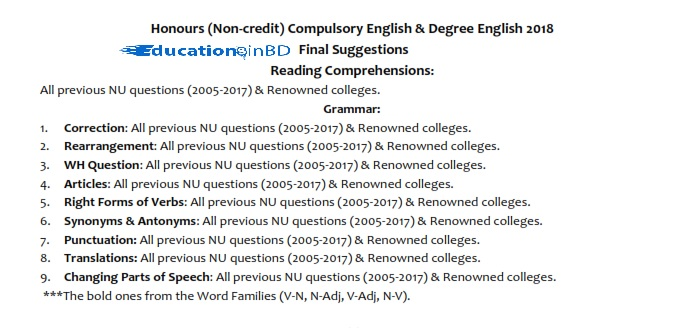 Honours (Non-credit) Compulsory English & Degree English 2018
EducationinBD Final Suggestions
Reading Comprehensions:
All previous NU questions (2005-2017) & Renowned colleges.
Grammar:
1. Correction: All previous NU questions (2005-2017) & Renowned colleges.
2. Rearrangement: All previous NU questions (2005-2017) & Renowned colleges.
3. WH Question: All previous NU questions (2005-2017) & Renowned colleges.
4. Articles: All previous NU questions (2005-2017) & Renowned colleges.
5. Right Forms of Verbs: All previous NU questions (2005-2017) & Renowned colleges.
6. Synonyms & Antonyms: All previous NU questions (2005-2017) & Renowned colleges.
7. Punctuation: All previous NU questions (2005-2017) & Renowned colleges.
8. Translations: All previous NU questions (2005-2017) & Renowned colleges.
9. Changing Parts of Speech: All previous NU questions (2005-2017) & Renowned colleges.
***The bold ones from the Word Families (V-N, N-Adj, V-Adj, N-V).